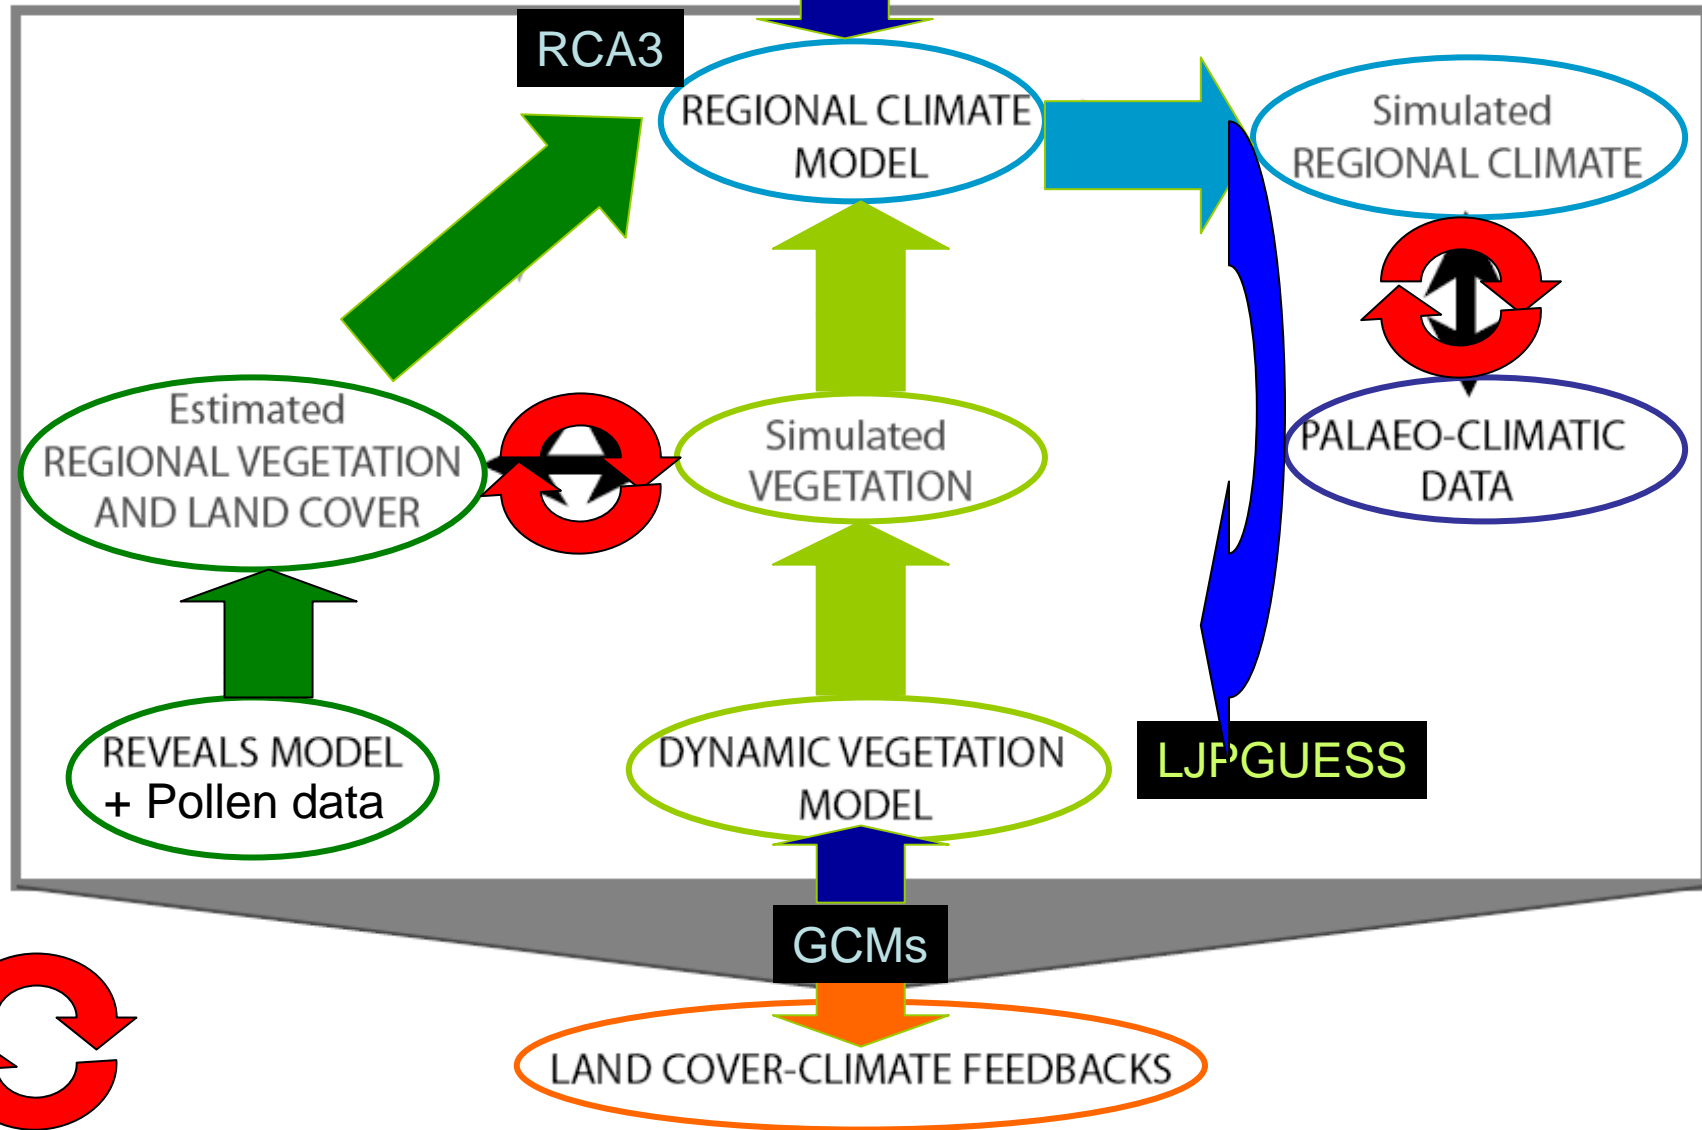 RCA3
REGIONAL CLIMATE
MODEL
Simulated
REGIONAL CLIMATE
Estimated
REGIONAL VEGETATION
AND LAND COVER
Simulated
VEGETATION
PALAEO-CLIMATIC
DATA
REVEALS MODEL
+ Pollen data
DYNAMIC VEGETATION
MODEL
LJPGUESS
GCMs
LAND COVER-CLIMATE FEEDBACKS